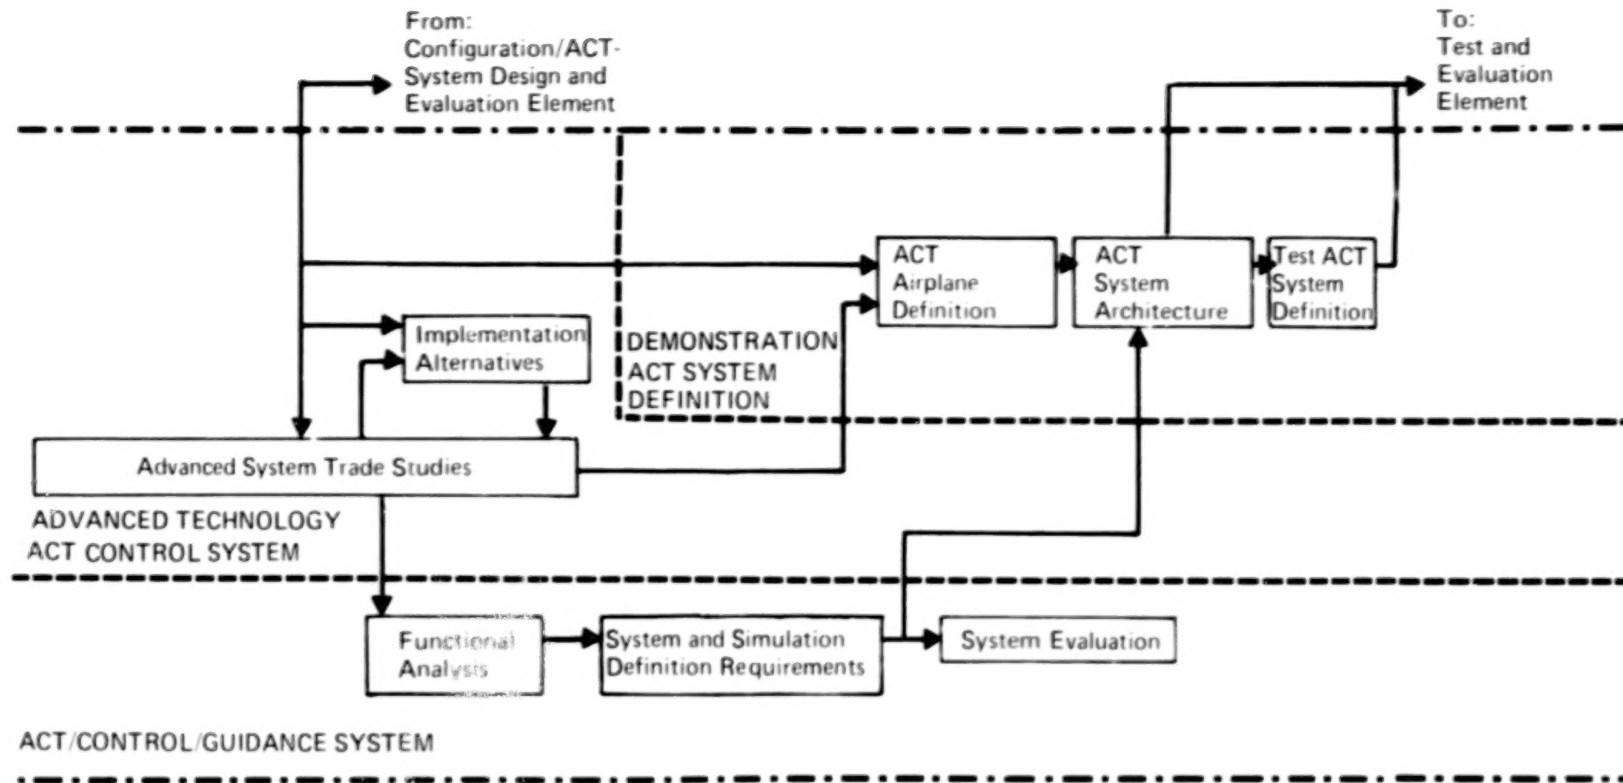 From:
Configuration/ACT-
System Design and
Evaluation Element
To:
Test and
Evaluation
Element
ACT
Airplane
Definition
ACT
System
Architecture
Test ACT
System
Definition
Implementation
Alternatives
DEMONSTRATION
ACT SYSTEM
DEFINITION
Advanced System Trade Studies
ADVANCED TECHNOLOGY
ACT CONTROL SYSTEM
Functional
Analysis
System and Simulation
Definition Requirements
System Evaluation
ACT/CONTROL/GUIDANCE SYSTEM